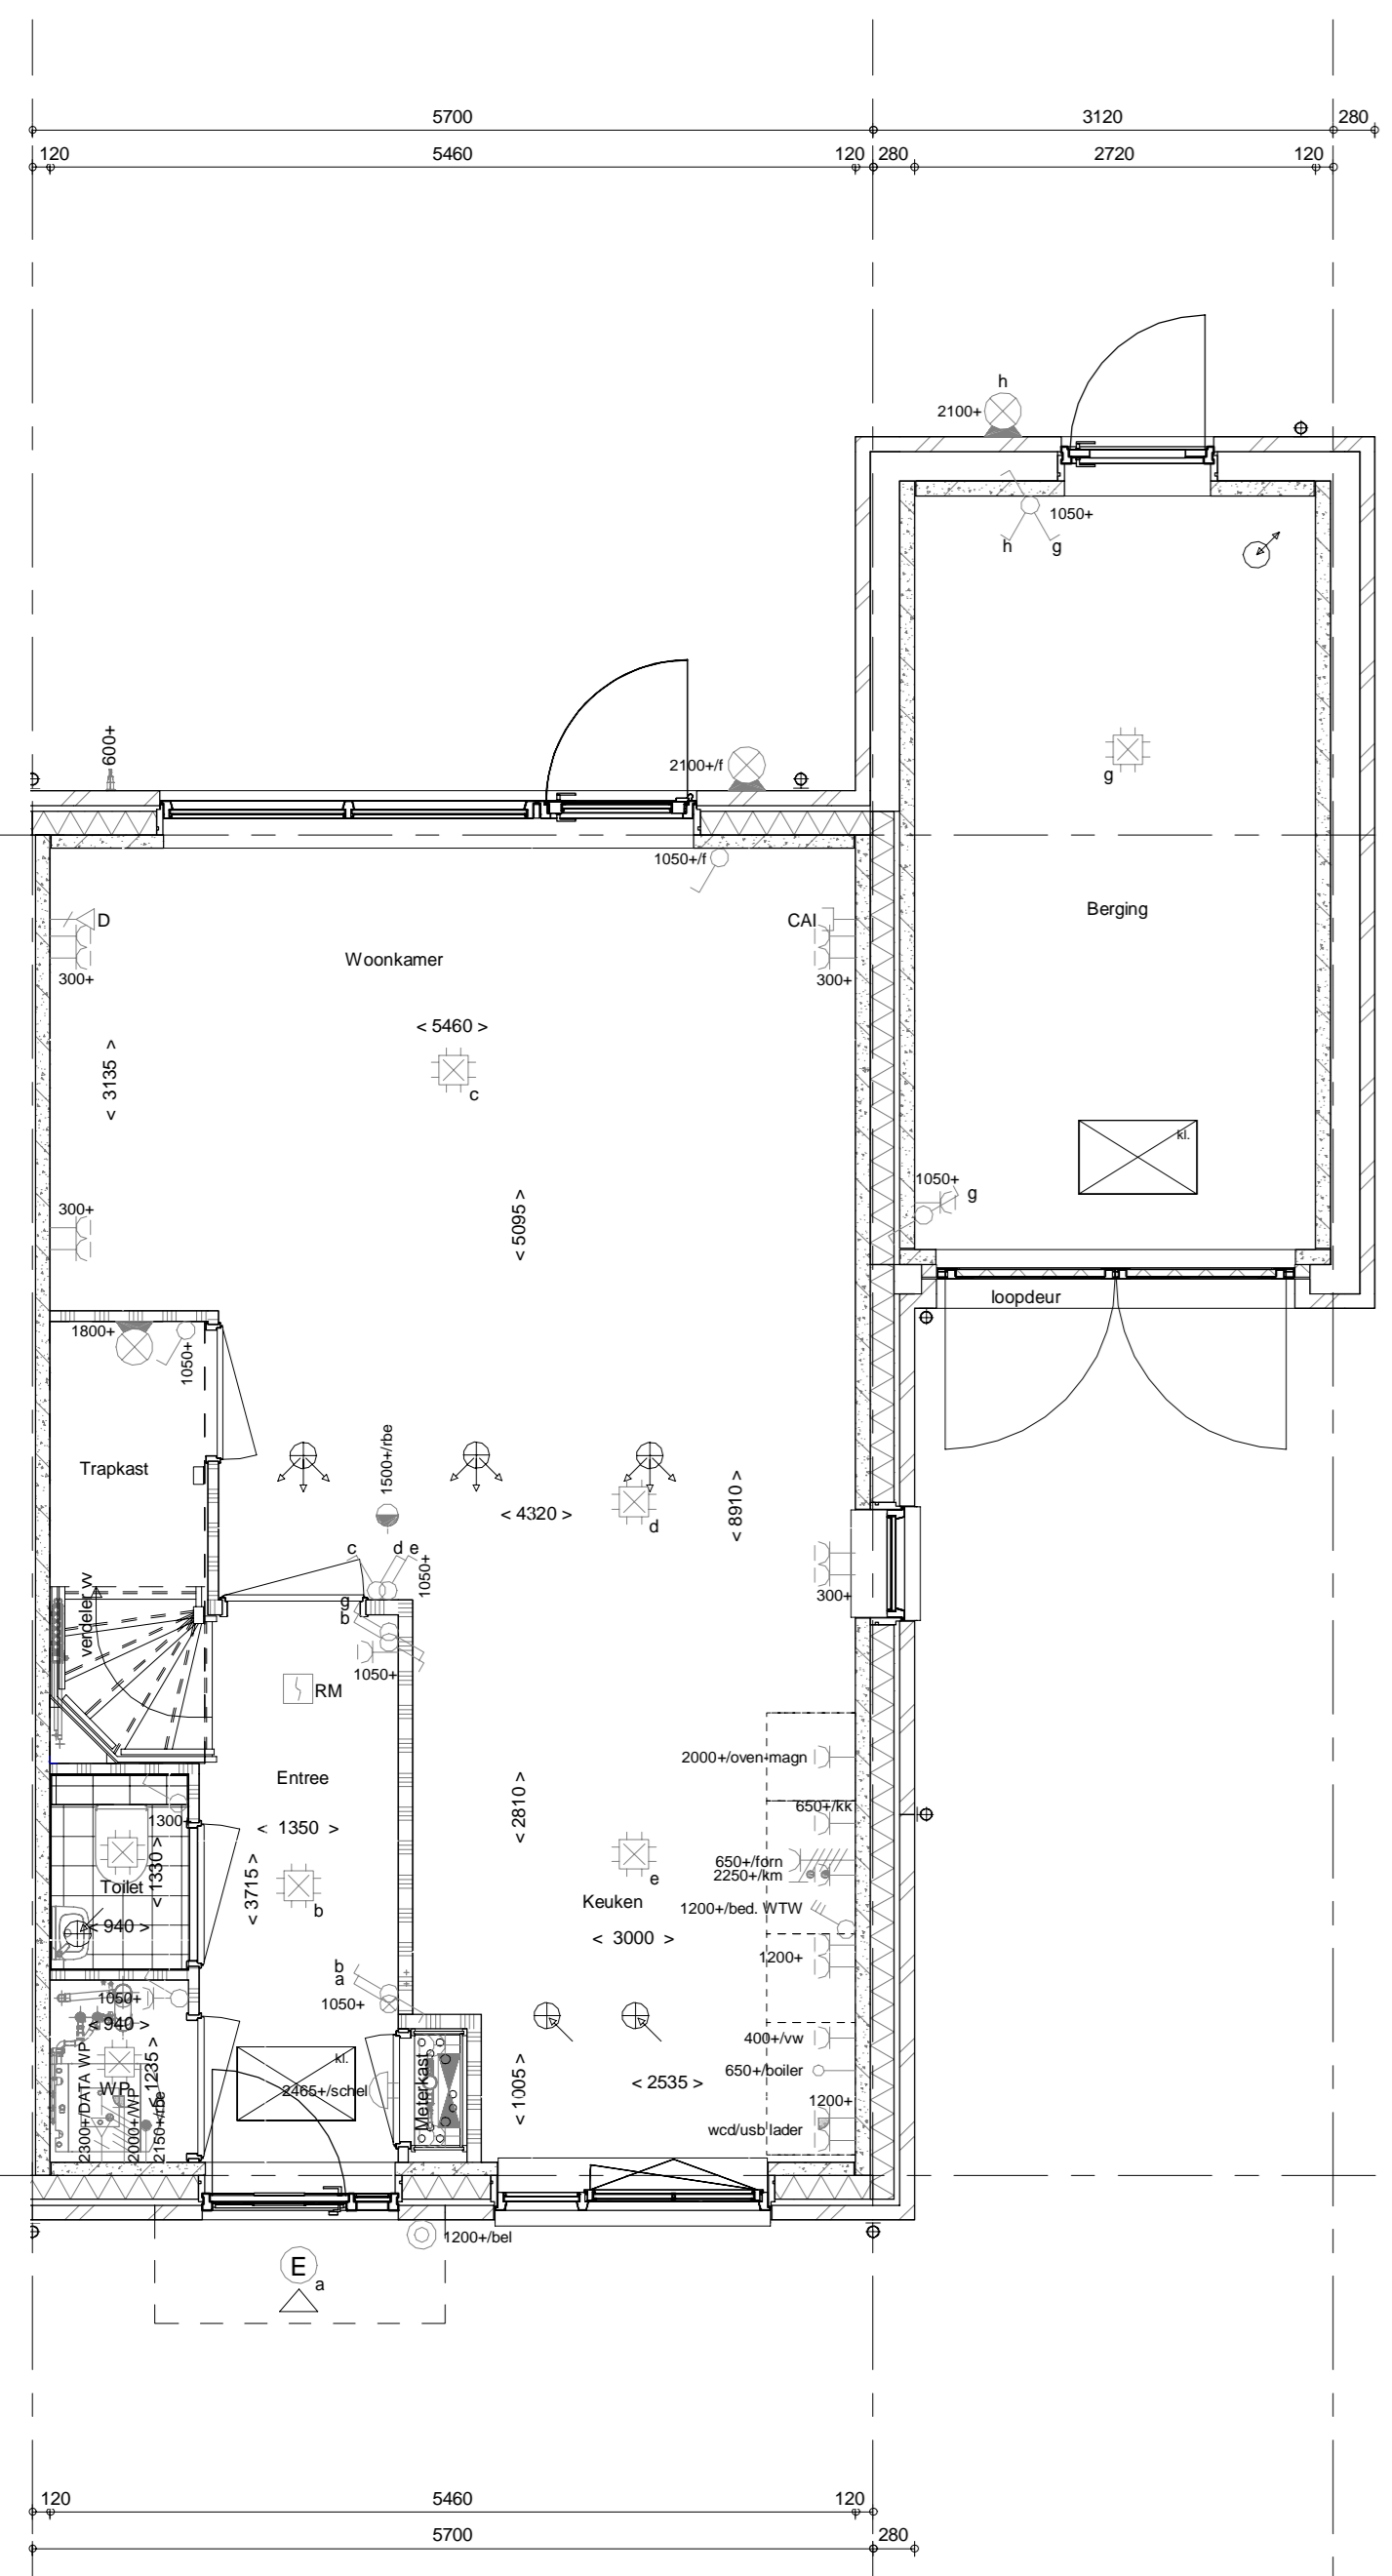 5700 3120 280
120 5460 120 280 2720 120
h
2100+
1050+
h g
600+
2100+/f
g
1050+/f
D CAI
Berging
Woonkamer
300+ 300+
< 5460 >
< 3135 >
c
kl.
1050+
g
< 5095 >
300+
loopdeur
1800+
1050+
1500+/rbe
Trapkast
< 4320 >
< 8910 >
d
c d e
1050+
300+
verdeler vv
g
b
1050+
RM
2000+/oven-magn
Entree
650+/kk
1300+
< 1350 >
< 2810 >
< 1330 >
650+/forn
2250+/km
e
Toilet
< 3715 >
b
Keuken
1200+/bed. WTW
< 940 >
< 3000 >
1200+
b
a
1050+
1050+
< 940 >
400+/vw
kl.
650+/boiler
< 1235 >
WP
2465+/schel
Meterkast
< 1005 >
< 2535 >
1200+
wcd/usb lader
2300+/DATA WP
2000+/WP
2150+/rbe
1200+/bel
E
a
120 5460 120
5700 280